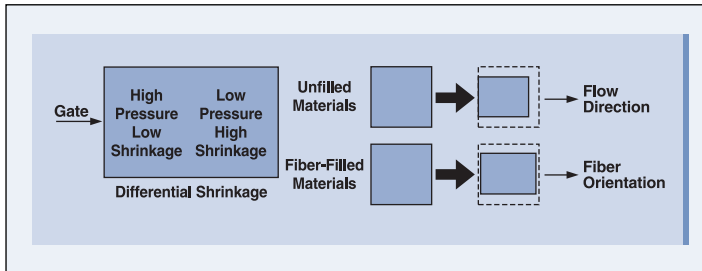 Gate
High
Pressure
Low
Shrinkage
Low
Pressure
High
Shrinkage
Differential Shrinkage
Unfilled
Materials
Flow
Direction
Fiber-Filled
Materials
Fiber
Orientation